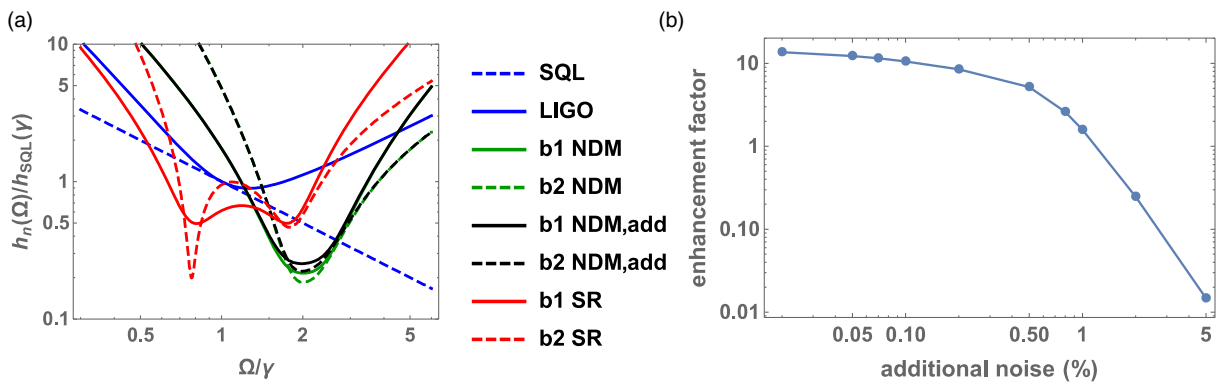 (a)
10
5
1
0.5
0.1
h_n(Ω)/h_SQL(γ)
0.5
1
2
5
Ω/γ
SQL
LIGO
b1 NDM
b2 NDM
b1 NDM,add
b2 NDM,add
b1 SR
b2 SR
(b)
10
1
0.10
0.01
enhancement factor
0.05
0.10
0.50
1
5
additional noise (%)